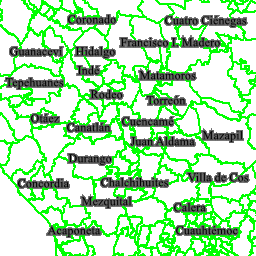 Coronado
Cuatro Ciénegas
Guanaceví
Hidalgo
Francisco I. Madero
Indé
Matamoros
Tepehuanes
Rodeo
Torreón
Otáez
Canatlán
Cuencamé
Juan Aldama
Mazapil
Durango
Concordia
Chalchihuites
Villa de Cos
Mezquital
Calera
Acaponeta
Cuauhtémoc